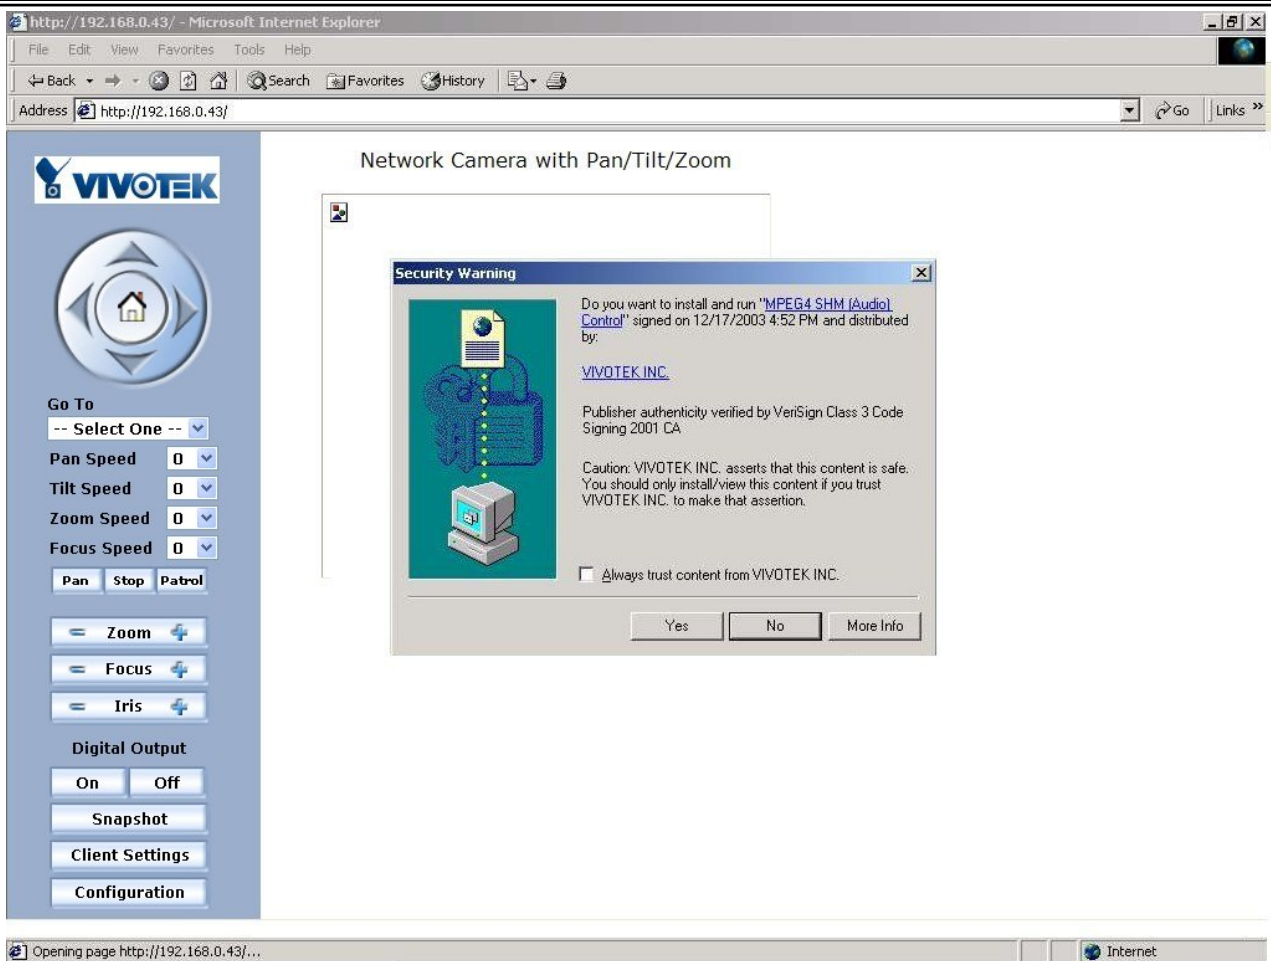 http://192.168.0.43/ - Microsoft Internet Explorer
File Edit View Favorites Tools Help
Back Search Favorites History
Address http://192.168.0.43/ Go Links »
VIVOTEK
Network Camera with Pan/Tilt/Zoom
Go To
-- Select One --
Pan Speed 0
Tilt Speed 0
Zoom Speed 0
Focus Speed 0
Pan Stop Patrol
Zoom
Focus
Iris
Digital Output
On Off
Snapshot
Client Settings
Configuration
Security Warning
Do you want to install and run "MPEG4 SHM (Audio)
Control" signed on 12/17/2003 4:52 PM and distributed
by:
VIVOTEK INC.
Publisher authenticity verified by VeriSign Class 3 Code
Signing 2001 CA
Caution: VIVOTEK INC. asserts that this content is safe.
You should only install/view this content if you trust
VIVOTEK INC. to make that assertion.
Always trust content from VIVOTEK INC.
Yes No More Info
Opening page http://192.168.0.43/... Internet